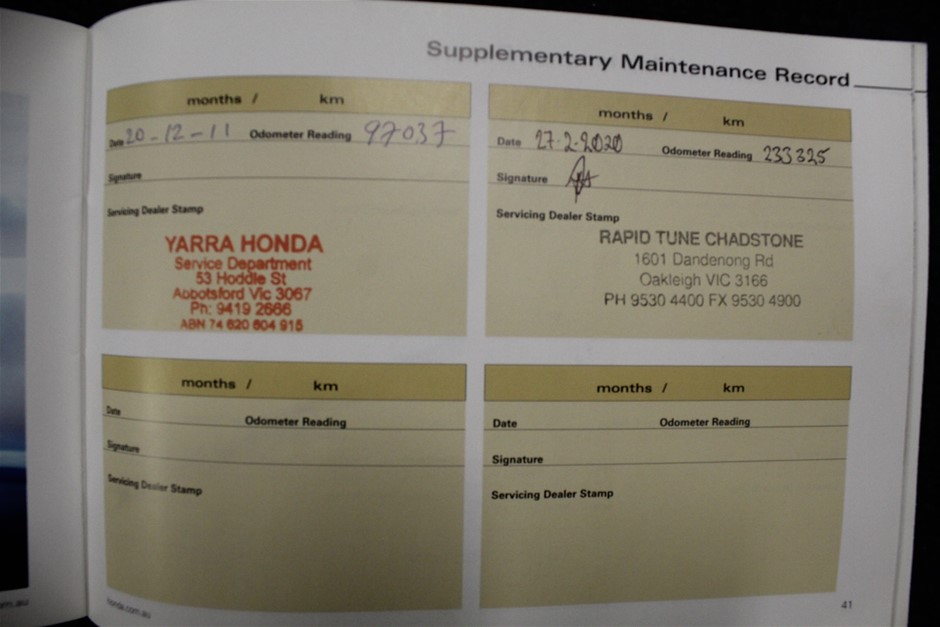 Supplementary Maintenance Record
months / km
Date 20-12-11 Odometer Reading 97037
Signature
Servicing Dealer Stamp
YARRA HONDA
Service Department
53 Hoddle St
Abbotsford Vic 3067
Ph: 9419 2666
ABN 74 620 604 915
months / km
Date 27-2-2020 Odometer Reading 233325
Signature
Servicing Dealer Stamp
RAPID TUNE CHADSTONE
1601 Dandenong Rd
Oakleigh VIC 3166
PH 9530 4400 FX 9530 4900
months / km
Date Odometer Reading
Signature
Servicing Dealer Stamp
months / km
Date Odometer Reading
Signature
Servicing Dealer Stamp
honda.com.au
41